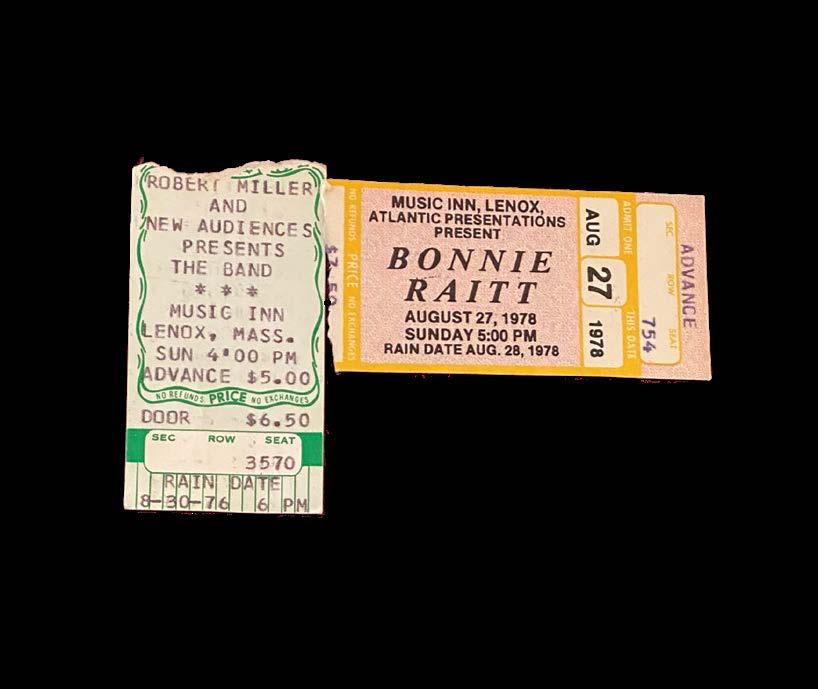 ROBERT MILLER
AND
NEW AUDIENCES
PRESENTS
THE BAND
* * *
MUSIC INN
LENOX, MASS.
SUN 4:00 PM
ADVANCE $5.00
NO REFUNDS PRICE NO EXCHANGES
DOOR $6.50
SEC ROW SEAT
3570
RAIN DATE
8-30-76 6 PM
NO REFUNDS PRICE NO EXCHANGES
MUSIC INN, LENOX,
ATLANTIC PRESENTATIONS
PRESENT
BONNIE
RAITT
AUGUST 27, 1978
SUNDAY 5:00 PM
RAIN DATE AUG. 28, 1978
AUG 27 1978
ADMIT ONE THIS DATE
SEC ROW SEAT
754
ADVANCE